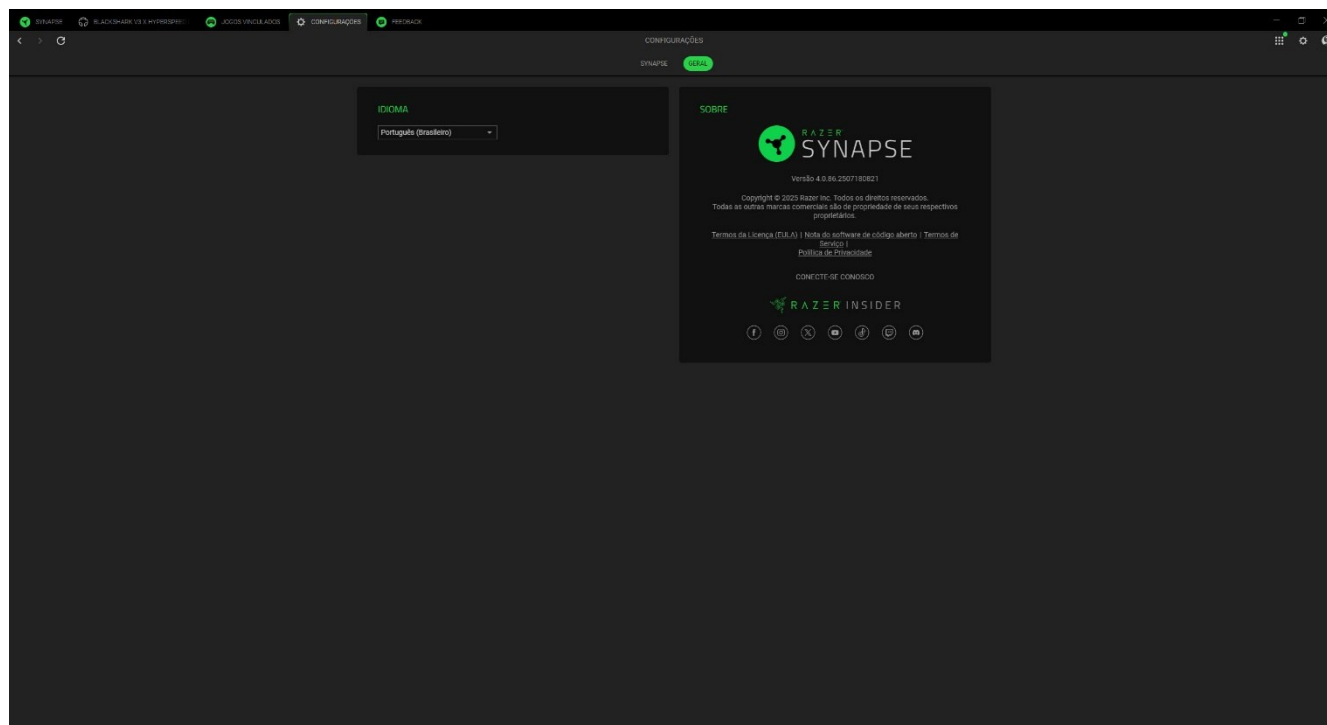 SYNAPSE
BLACKSHARK V3 X HYPERSPEED
JOGOS VINCULADOS
CONFIGURAÇÕES
FEEDBACK
CONFIGURAÇÕES
SYNAPSE
GERAL
IDIOMA
Português (Brasileiro)
SOBRE
RAZER
SYNAPSE
Versão 4.0.86.2507180821
Copyright © 2025 Razer Inc. Todos os direitos reservados.
Todas as outras marcas comerciais são de propriedade de seus respectivos
proprietários.
Termos da Licença (EULA) | Nota do software de código aberto | Termos de
Serviço |
Política de Privacidade
CONECTE-SE CONOSCO
RAZER INSIDER